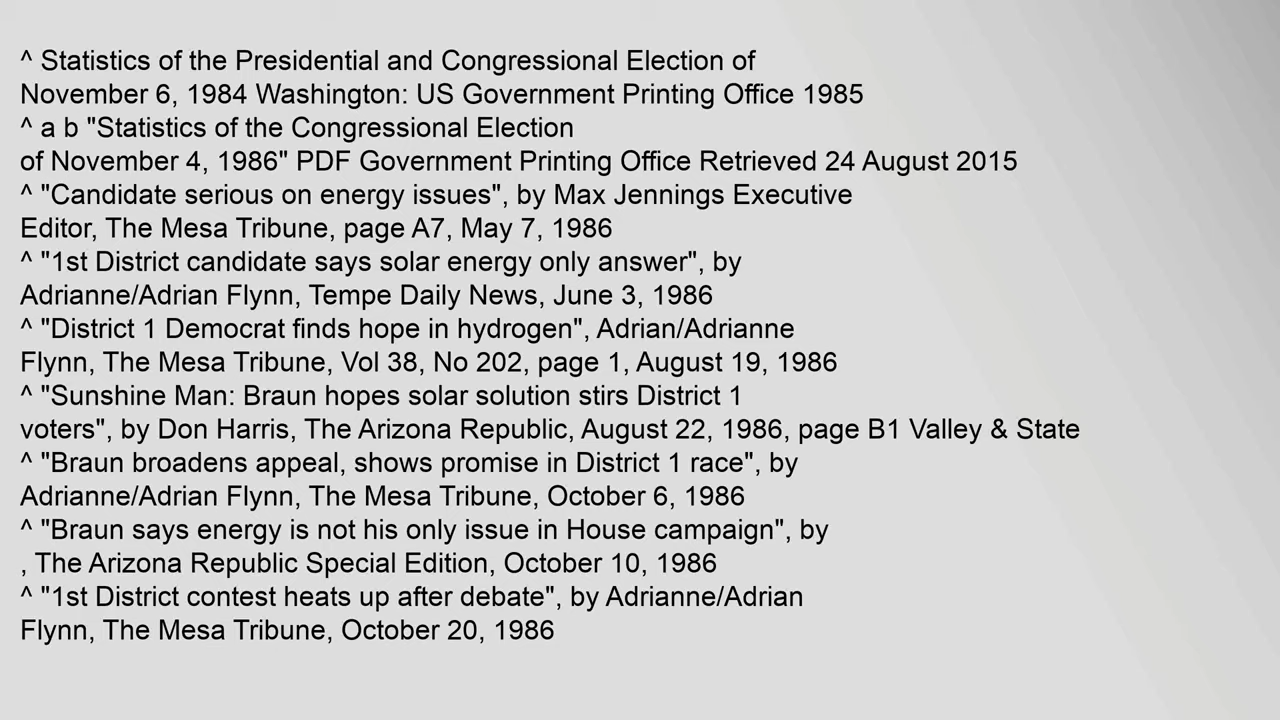 ^ Statistics of the Presidential and Congressional Election of
November 6, 1984 Washington: US Government Printing Office 1985
^ a b "Statistics of the Congressional Election
of November 4, 1986" PDF Government Printing Office Retrieved 24 August 2015
^ "Candidate serious on energy issues", by Max Jennings Executive
Editor, The Mesa Tribune, page A7, May 7, 1986
^ "1st District candidate says solar energy only answer", by
Adrianne/Adrian Flynn, Tempe Daily News, June 3, 1986
^ "District 1 Democrat finds hope in hydrogen", Adrian/Adrianne
Flynn, The Mesa Tribune, Vol 38, No 202, page 1, August 19, 1986
^ "Sunshine Man: Braun hopes solar solution stirs District 1
voters", by Don Harris, The Arizona Republic, August 22, 1986, page B1 Valley & State
^ "Braun broadens appeal, shows promise in District 1 race", by
Adrianne/Adrian Flynn, The Mesa Tribune, October 6, 1986
^ "Braun says energy is not his only issue in House campaign", by
, The Arizona Republic Special Edition, October 10, 1986
^ "1st District contest heats up after debate", by Adrianne/Adrian
Flynn, The Mesa Tribune, October 20, 1986